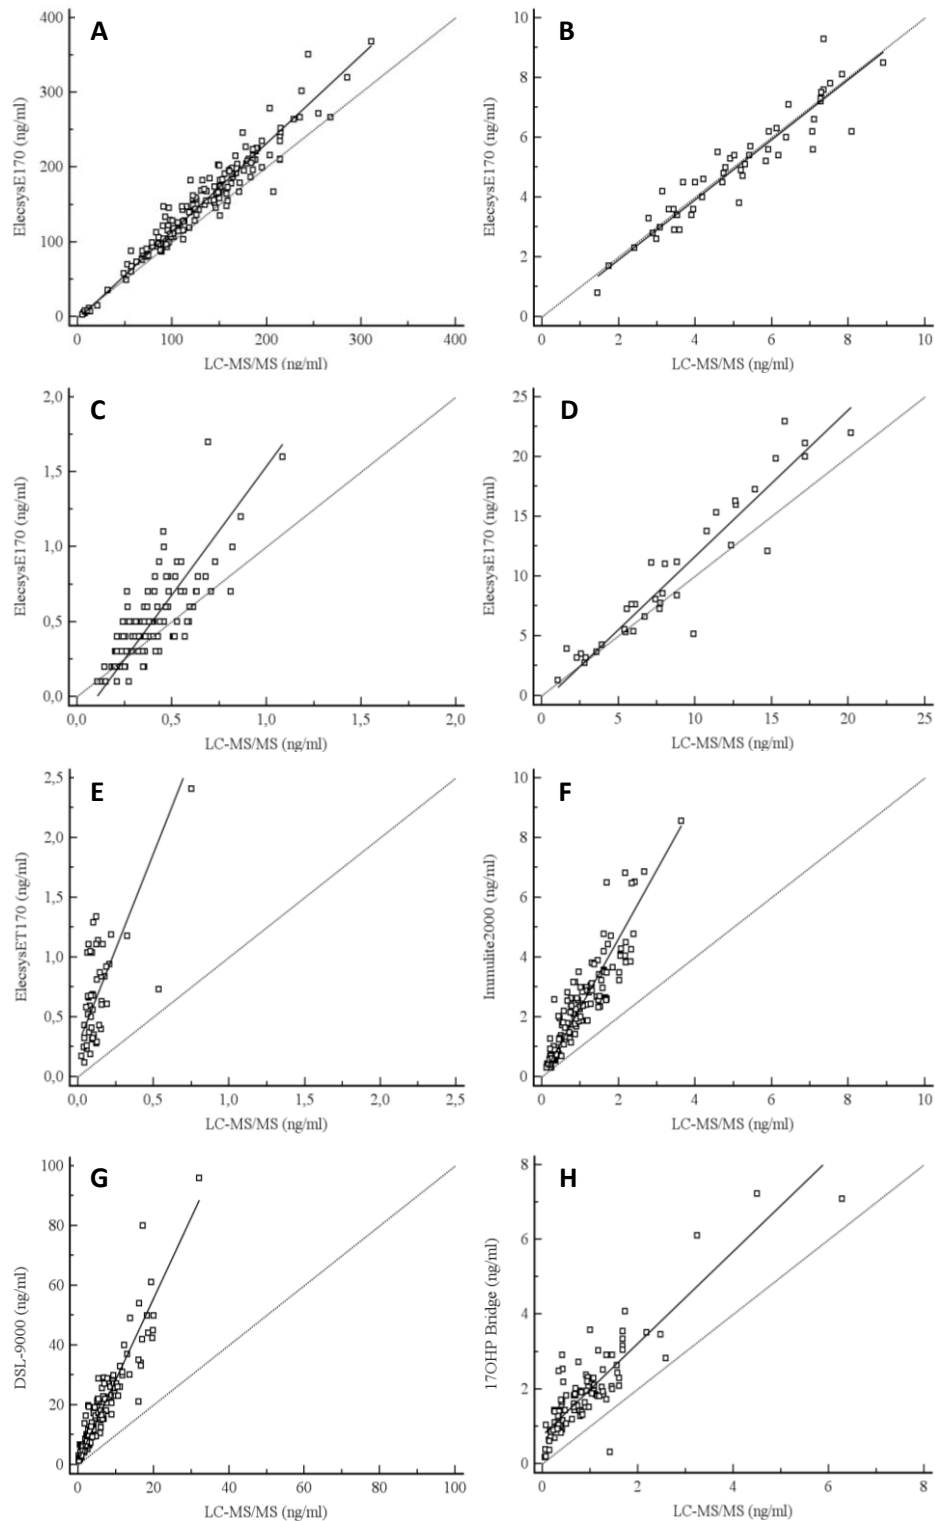 A
ElecsysE170 (ng/ml)
400
300
200
100
0
0 100 200 300 400
LC-MS/MS (ng/ml)
B
ElecsysE170 (ng/ml)
10
8
6
4
2
0
0 2 4 6 8 10
LC-MS/MS (ng/ml)
C
ElecsysE170 (ng/ml)
2,0
1,5
1,0
0,5
0,0
0,0 0,5 1,0 1,5 2,0
LC-MS/MS (ng/ml)
D
ElecsysE170 (ng/ml)
25
20
15
10
5
0
0 5 10 15 20 25
LC-MS/MS (ng/ml)
E
ElecsysET170 (ng/ml)
2,5
2,0
1,5
1,0
0,5
0,0
0,0 0,5 1,0 1,5 2,0 2,5
LC-MS/MS (ng/ml)
F
Immulite2000 (ng/ml)
10
8
6
4
2
0
0 2 4 6 8 10
LC-MS/MS (ng/ml)
G
DSL-9000 (ng/ml)
100
80
60
40
20
0
0 20 40 60 80 100
LC-MS/MS (ng/ml)
H
17OHP Bridge (ng/ml)
8
6
4
2
0
0 2 4 6 8
LC-MS/MS (ng/ml)